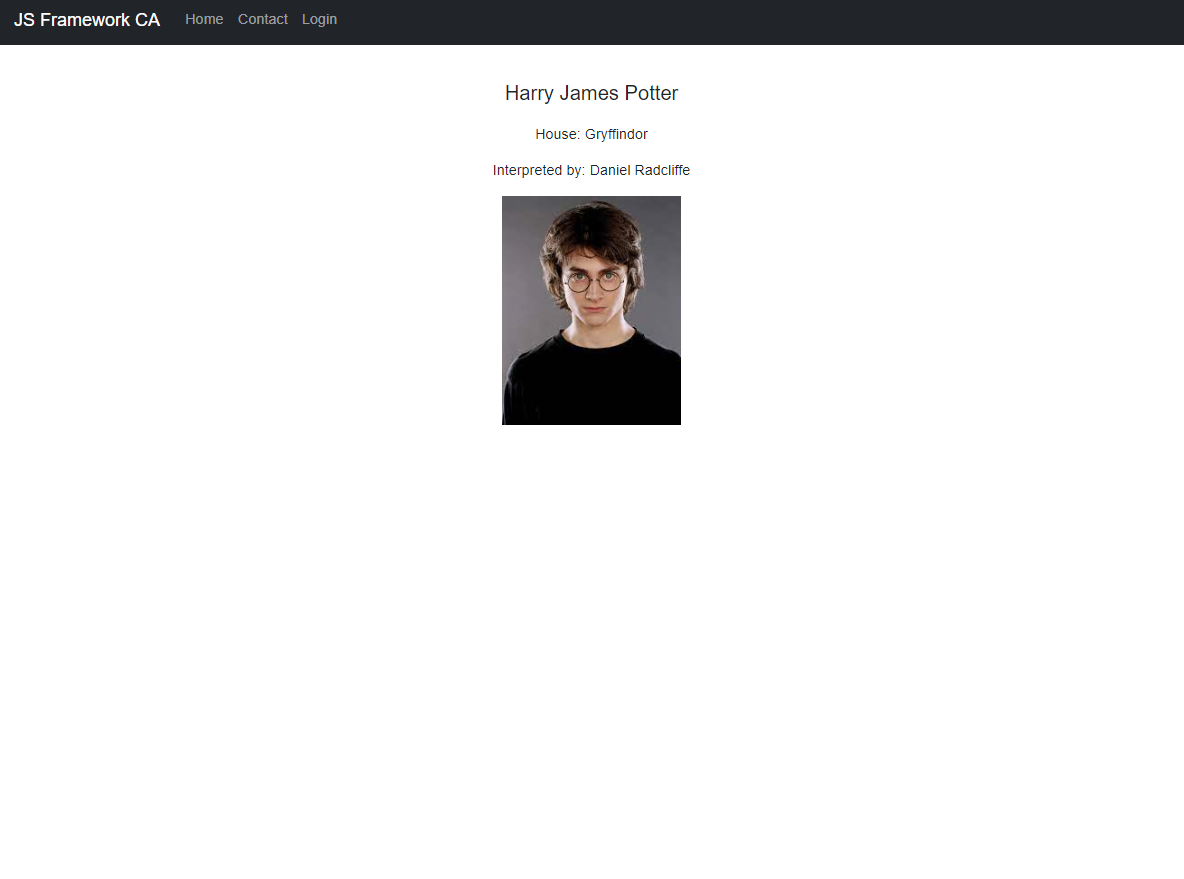 JS Framework CA Home Contact Login
Harry James Potter
House: Gryffindor
Interpreted by: Daniel Radcliffe